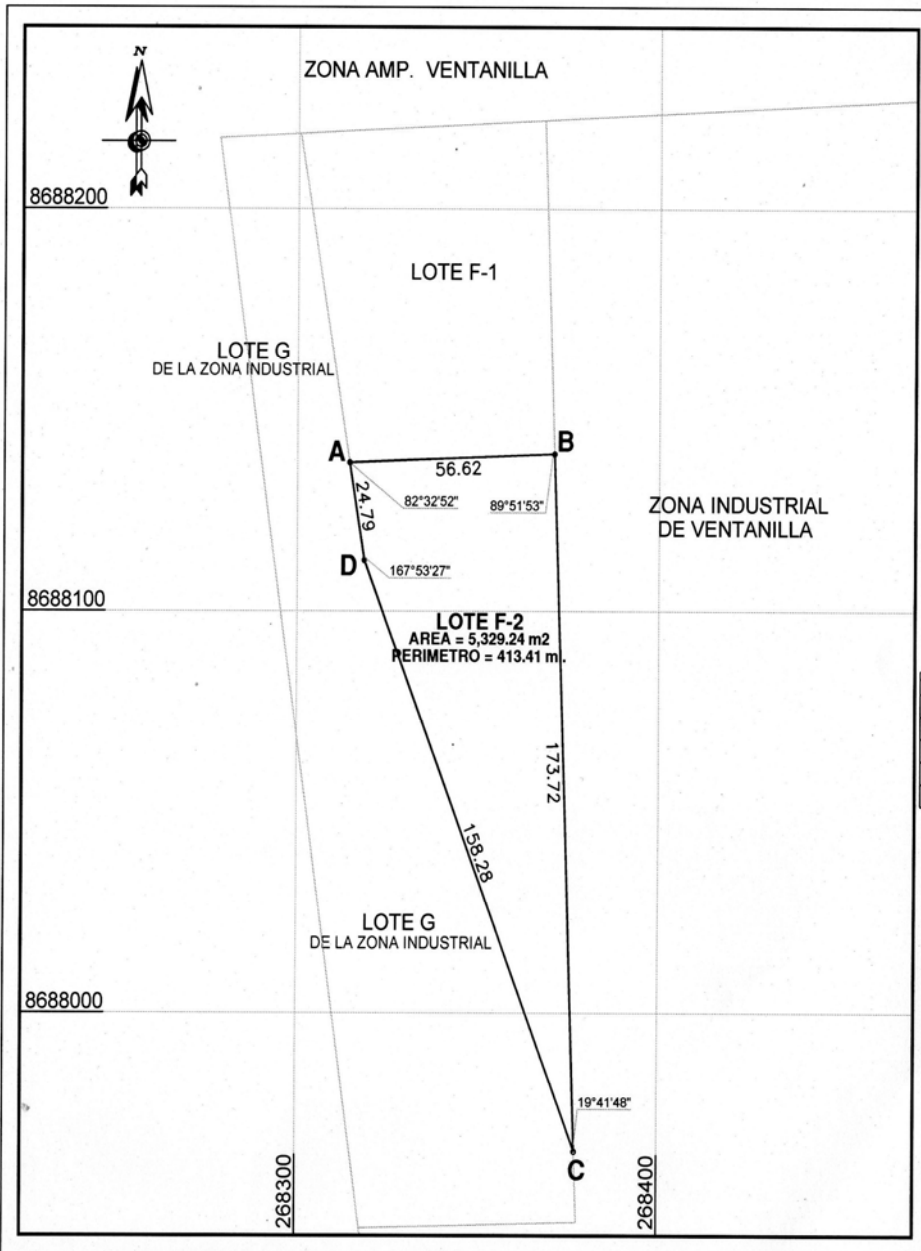 N
ZONA AMP. VENTANILLA
8688200
LOTE F-1
LOTE G
DE LA ZONA INDUSTRIAL
A
B
56.62
82°32'52"
89°51'53"
24.79
ZONA INDUSTRIAL
DE VENTANILLA
D
167°53'27"
8688100
LOTE F-2
AREA = 5,329.24 m2
PERIMETRO = 413.41 m.
173.72
158.28
LOTE G
DE LA ZONA INDUSTRIAL
8688000
19°41'48"
C
268300
268400